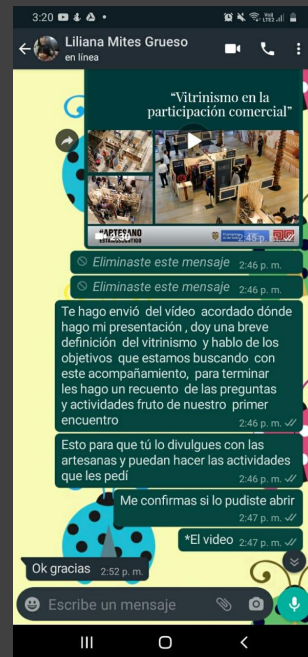 3:20
Liliana Mites Grueso
en línea
“Vitrinismo en la
participación comercial”
2:45 p. m.
Eliminaste este mensaje 2:46 p. m.
Eliminaste este mensaje 2:46 p. m.
Te hago envió del vídeo acordado dónde
hago mi presentación , doy una breve
definición del vitrinismo y hablo de los
objetivos que estamos buscando con
este acompañamiento, para terminar
les hago un recuento de las preguntas
y actividades fruto de nuestro primer
encuentro
2:46 p. m.
Esto para que tú lo divulgues con las
artesanas y puedan hacer las actividades
que les pedí
2:46 p. m.
Me confirmas si lo pudiste abrir
2:47 p. m.
*El video 2:47 p. m.
Ok gracias 2:52 p. m.
Escribe un mensaje